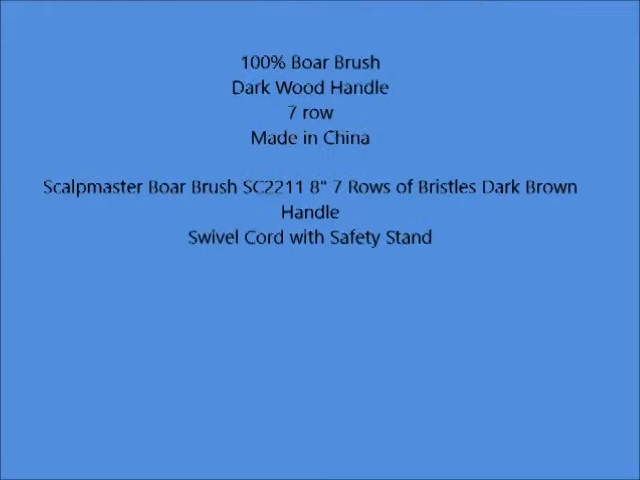 100% Boar Brush
Dark Wood Handle
7 row
Made in China
Scalpmaster Boar Brush SC2211 8" 7 Rows of Bristles Dark Brown
Handle
Swivel Cord with Safety Stand